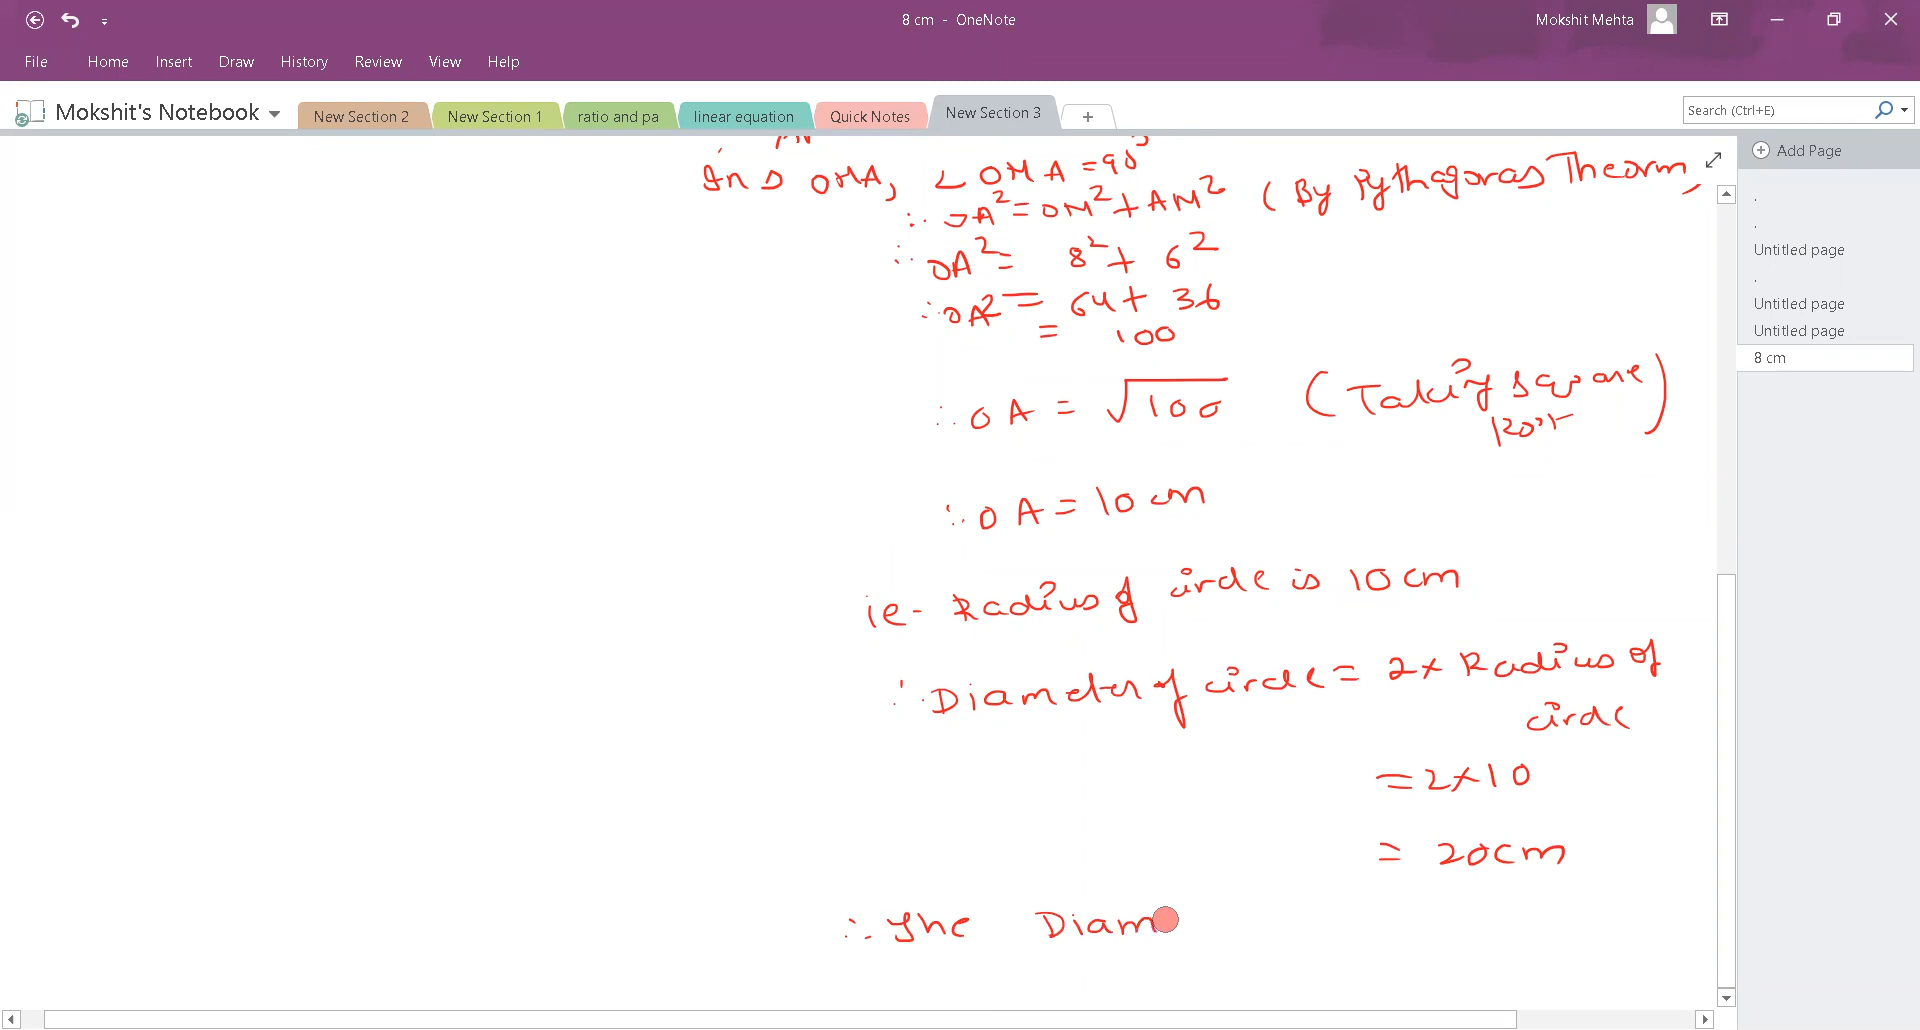 8 cm - OneNote
Mokshit Mehta
File Home Insert Draw History Review View Help
Mokshit's Notebook
New Section 2
New Section 1
ratio and pa
linear equation
Quick Notes
New Section 3
+
Search (Ctrl+E)
Add Page
.
.
Untitled page
.
Untitled page
Untitled page
8 cm
In Δ OMA, ∠ OMA = 90°
∴ OA² = OM² + AM² (By Pythagoras Theorm,
∴ OA² = 8² + 6²
∴ OA² = 64 + 36
= 100
∴ OA = √100 (Taking square
root)
∴ OA = 10 cm
ie- Radius of circle is 10 cm
∴ Diameter of circle = 2 × Radius of
circle
= 2 × 10
= 20cm
∴ The Diam